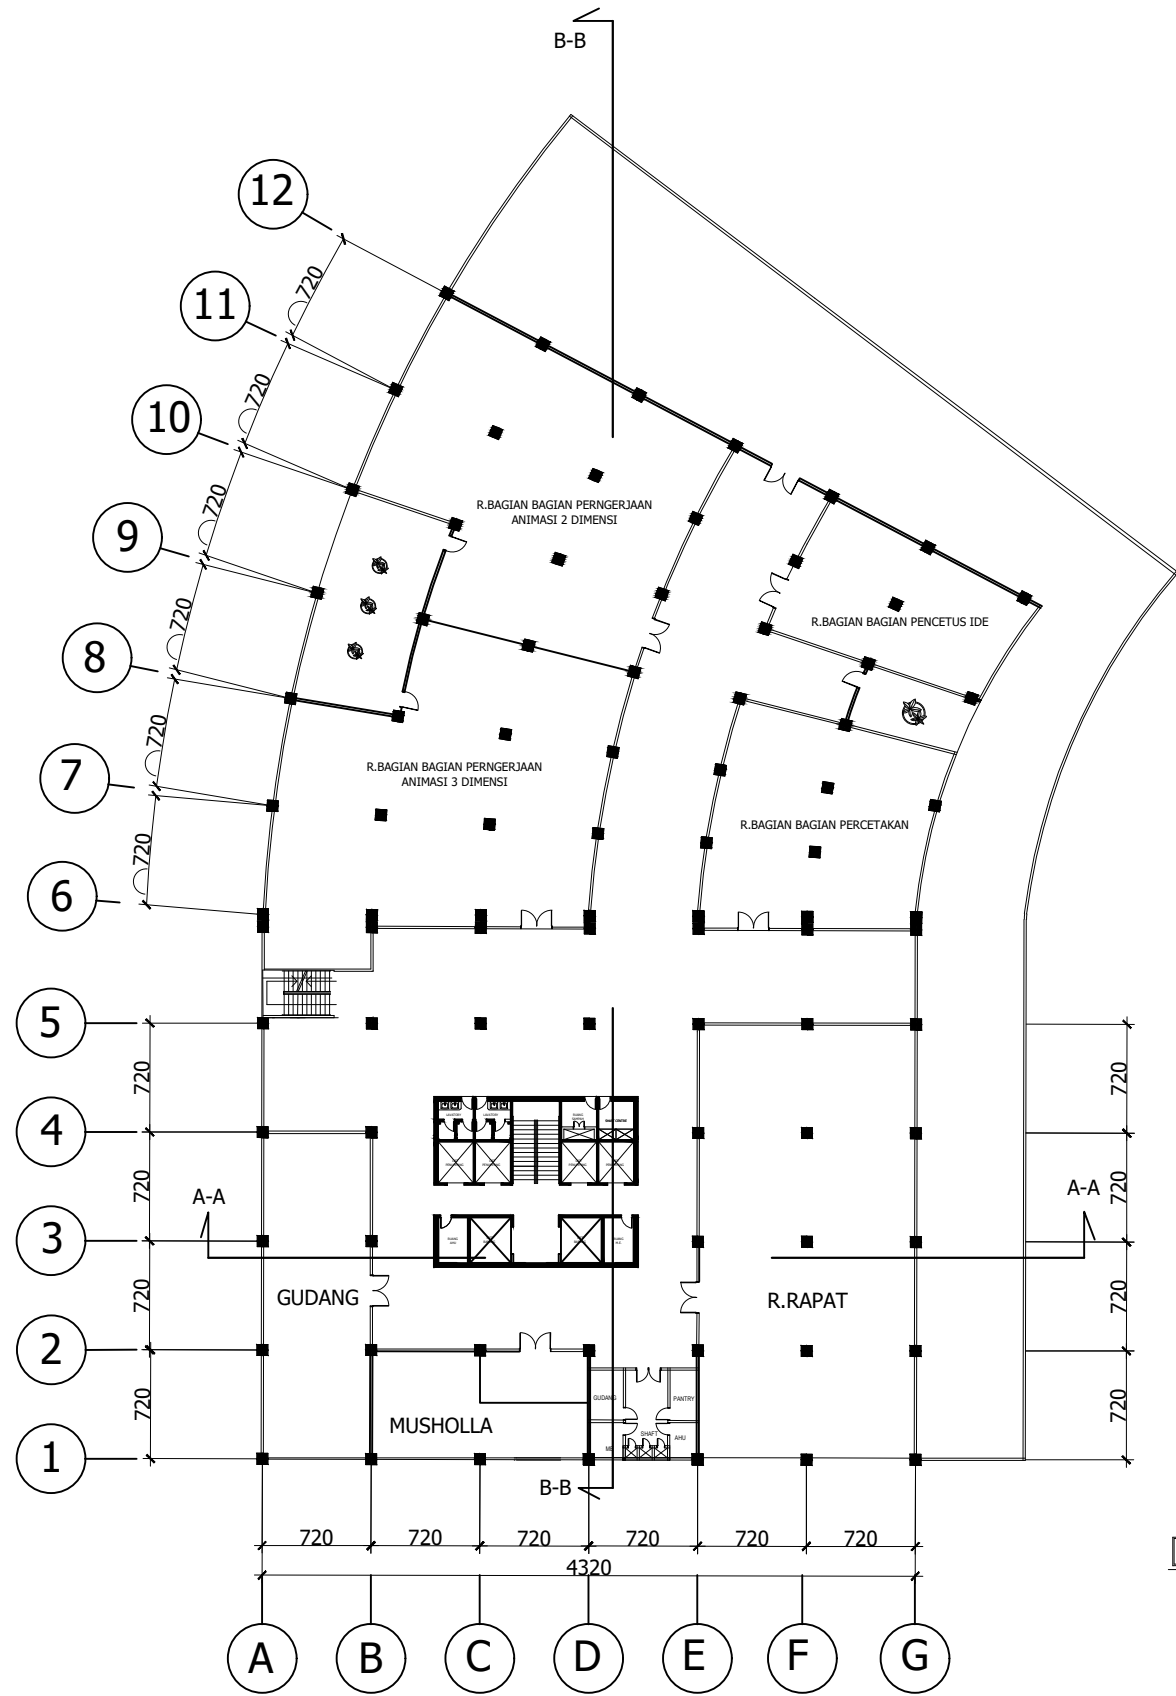 B-B
12
720
11
720
10
720
9
720
8
720
7
720
6
R.BAGIAN BAGIAN PERNGERJAAN
ANIMASI 2 DIMENSI
R.BAGIAN BAGIAN PENCETUS IDE
R.BAGIAN BAGIAN PERNGERJAAN
ANIMASI 3 DIMENSI
R.BAGIAN BAGIAN PERCETAKAN
5
720
720
4
720
720
A-A
A-A
3
720
720
GUDANG
R.RAPAT
2
720
720
GUDANG
PANTRY
MUSHOLLA
SHAFT
AHU
ME
1
B-B
720
720
720
720
720
720
4320
A
B
C
D
E
F
G